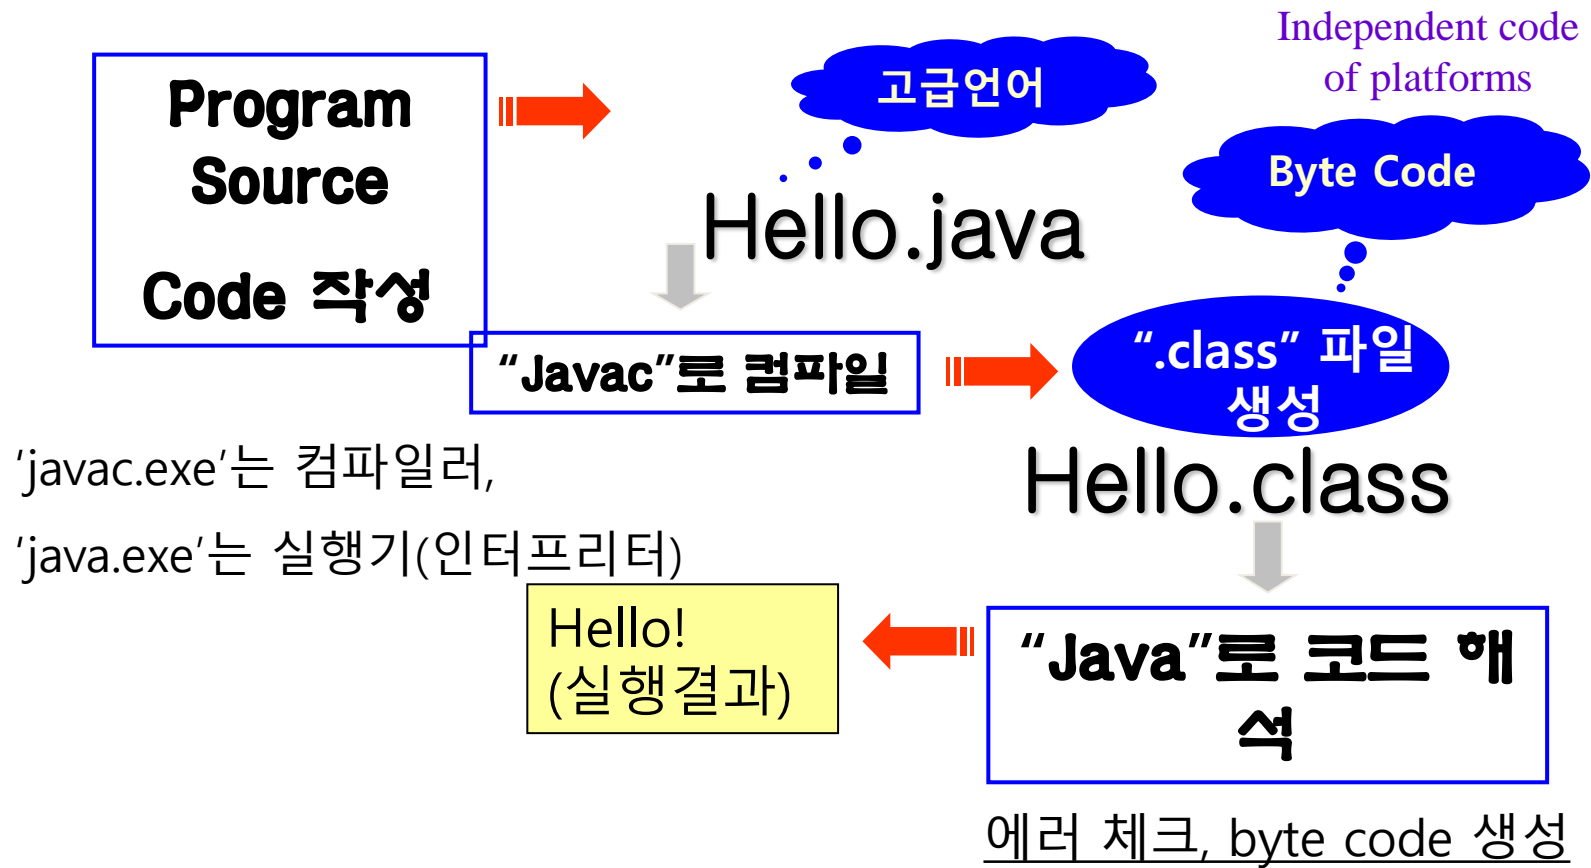 Program
Source
Code 작성
고급언어
Independent code
of platforms
Byte Code
Hello.java
“Javac”로 컴파일
“.class” 파일
생성
‘javac.exe’는 컴파일러,
Hello.class
‘java.exe’는 실행기(인터프리터)
Hello!
(실행결과)
“Java”로 코드 해
석
에러 체크, byte code 생성